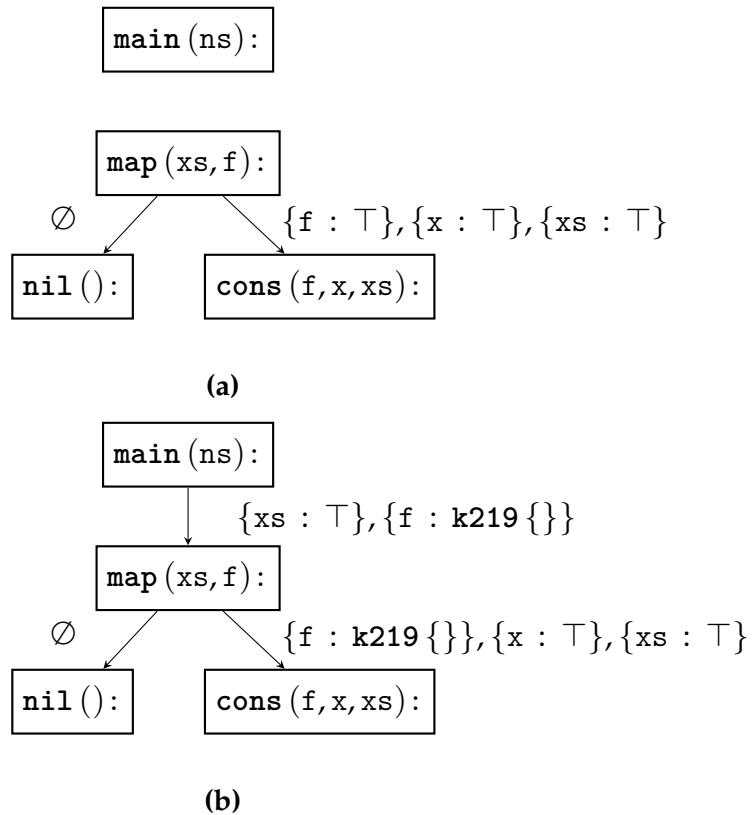 main(ns):
map(xs,f):
∅ {f : ⊤},{x : ⊤},{xs : ⊤}
nil(): cons(f,x,xs):
(a)
main(ns):
{xs : ⊤},{f : k219{}}
map(xs,f):
∅ {f : k219{}},{x : ⊤},{xs : ⊤}
nil(): cons(f,x,xs):
(b)